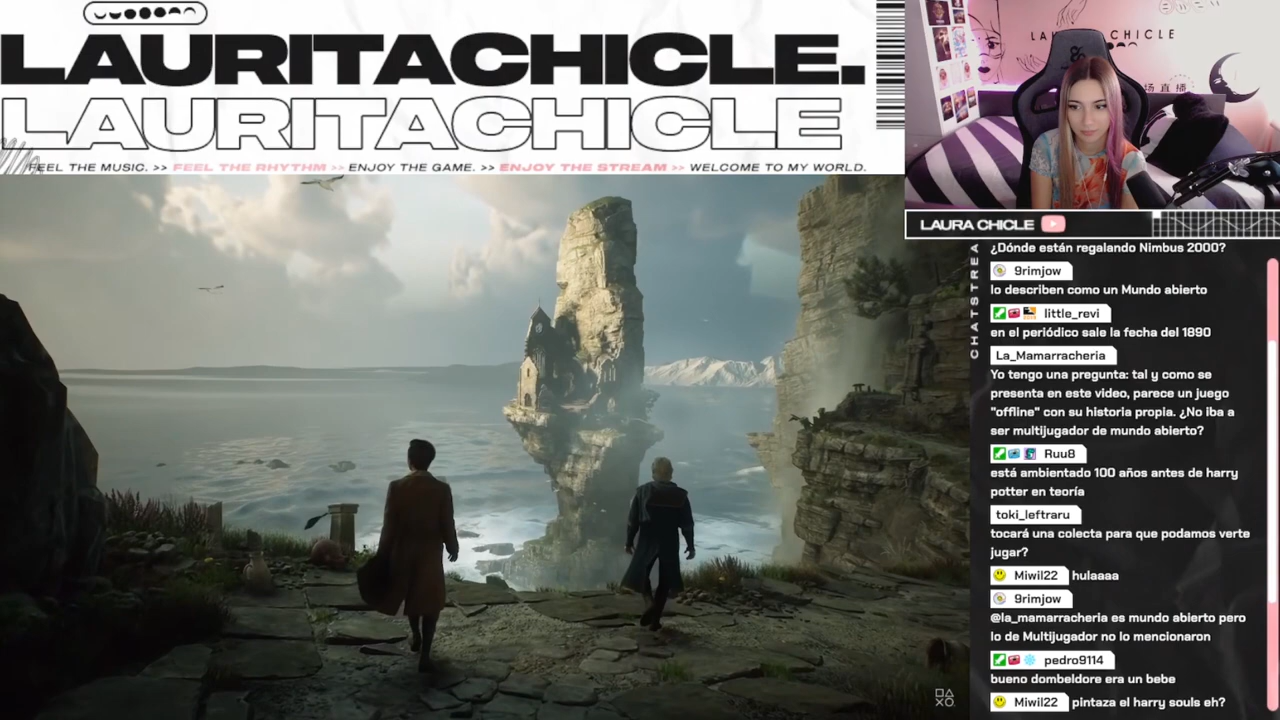 LAURITACHICLE.
LAURITACHICLE
FEEL THE MUSIC. >> FEEL THE RHYTHM >> ENJOY THE GAME. >> ENJOY THE STREAM >> WELCOME TO MY WORLD.
CHICLE
场直播
LAURA CHICLE
CHATSTREA
¿Dónde están regalando Nimbus 2000?
9rimjow
lo describen como un Mundo abierto
little_revi
en el periódico sale la fecha del 1890
La_Mamarracheria
Yo tengo una pregunta: tal y como se
presenta en este video, parece un juego
"offline" con su historia propia. ¿No iba a
ser multijugador de mundo abierto?
Ruu8
está ambientado 100 años antes de harry
potter en teoría
toki_leftraru
tocará una colecta para que podamos verte
jugar?
Miwil22 hulaaaa
9rimjow
@la_mamarracheria es mundo abierto pero
lo de Multijugador no lo mencionaron
pedro9114
bueno dombeldore era un bebe
Miwil22 pintaza el harry souls eh?